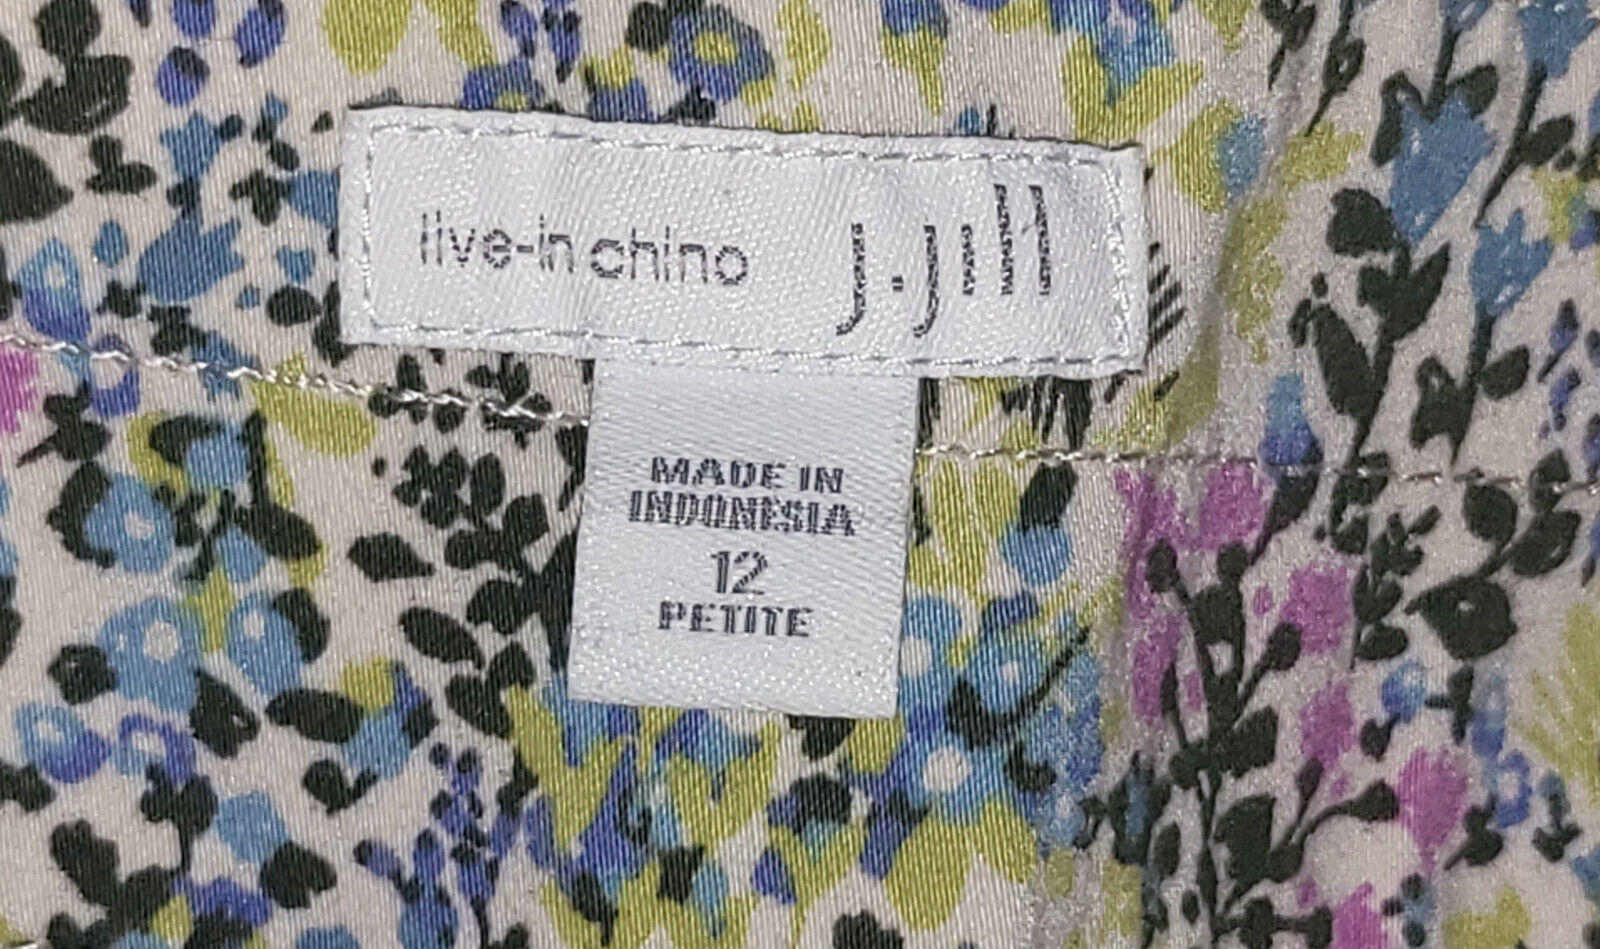 live-in chino j.jill
MADE IN
INDONESIA
12
PETITE